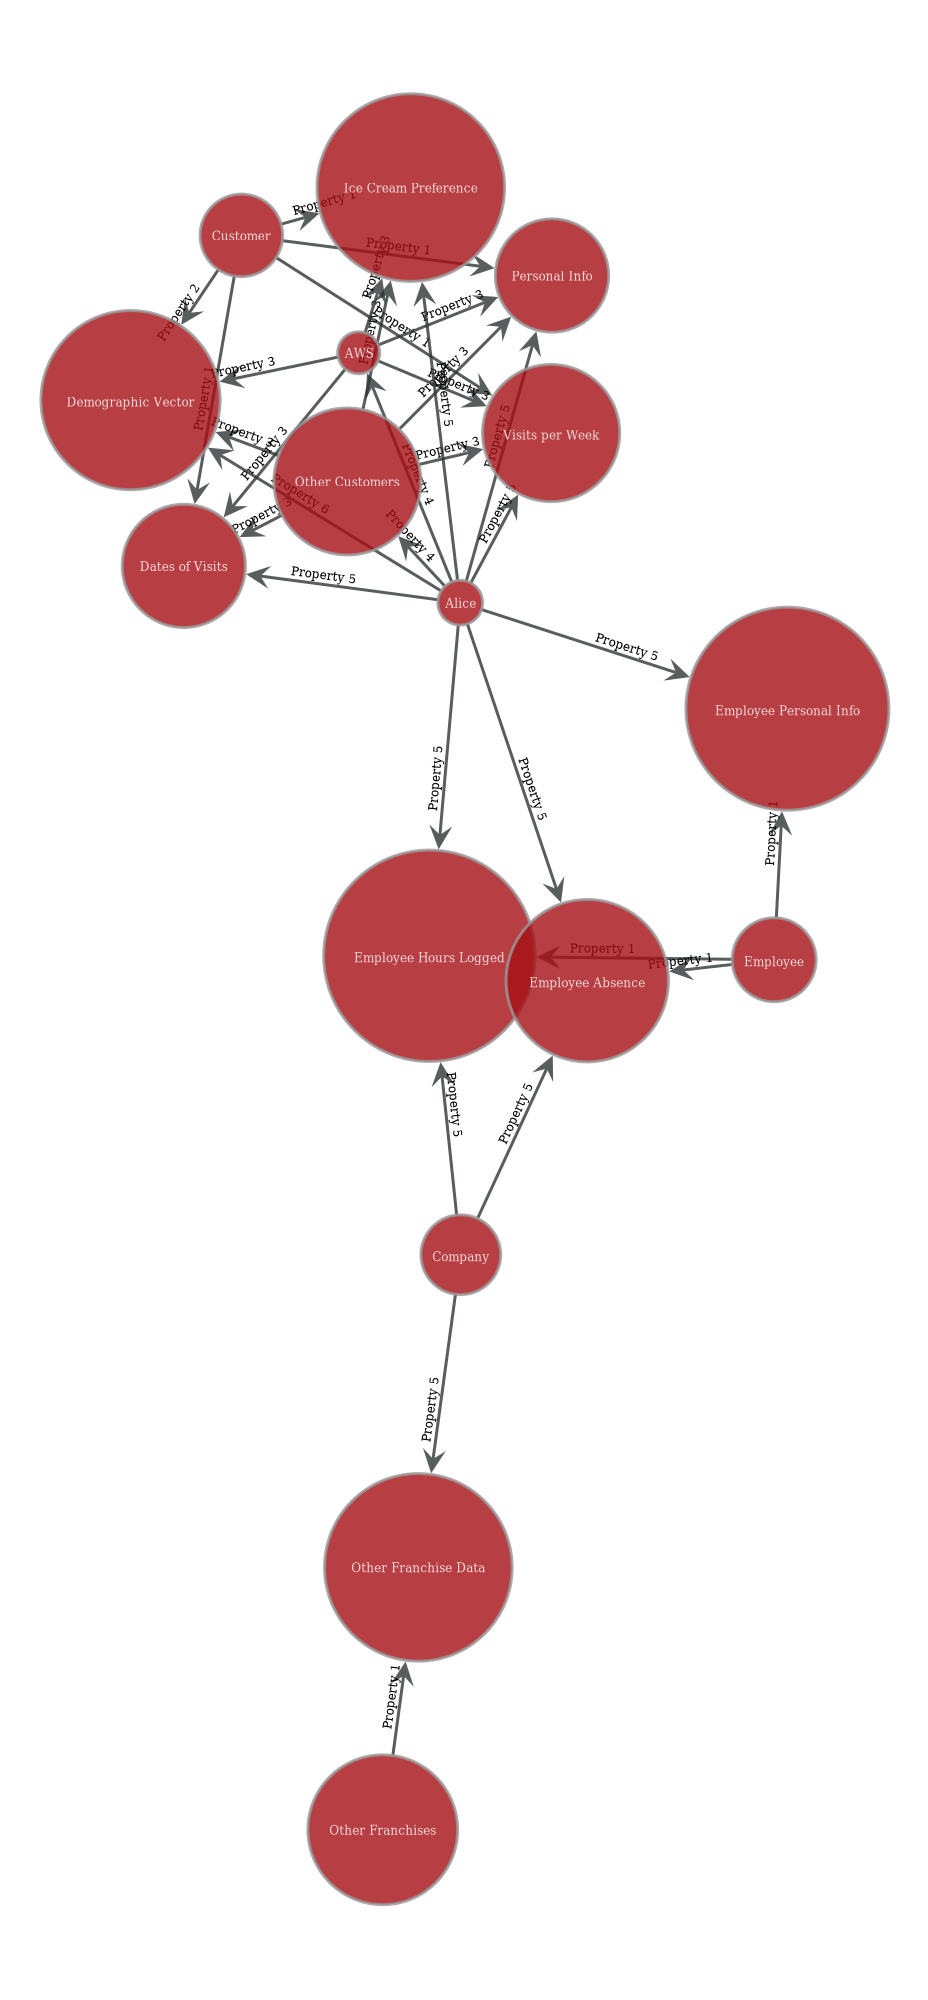 Ice Cream Preference
Property 1
Customer
Property 1
Personal Info
Property 3
Property 2
Property 3
Property 1
AWS
Property 3
Property 3
Property 3
Property 3
Property 5
Demographic Vector
Property 1
Property 3
Property 5
Visits per Week
Property 3
Property 3
Property 3
Property 4
Other Customers
Property 6
Property 3
Property 4
Property 5
Dates of Visits
Property 5
Alice
Property 5
Property 5
Employee Personal Info
Property 5
Property 5
Property 1
Property 1
Property 1
Employee Hours Logged
Employee
Employee Absence
Property 5
Property 5
Company
Property 5
Other Franchise Data
Property 1
Other Franchises